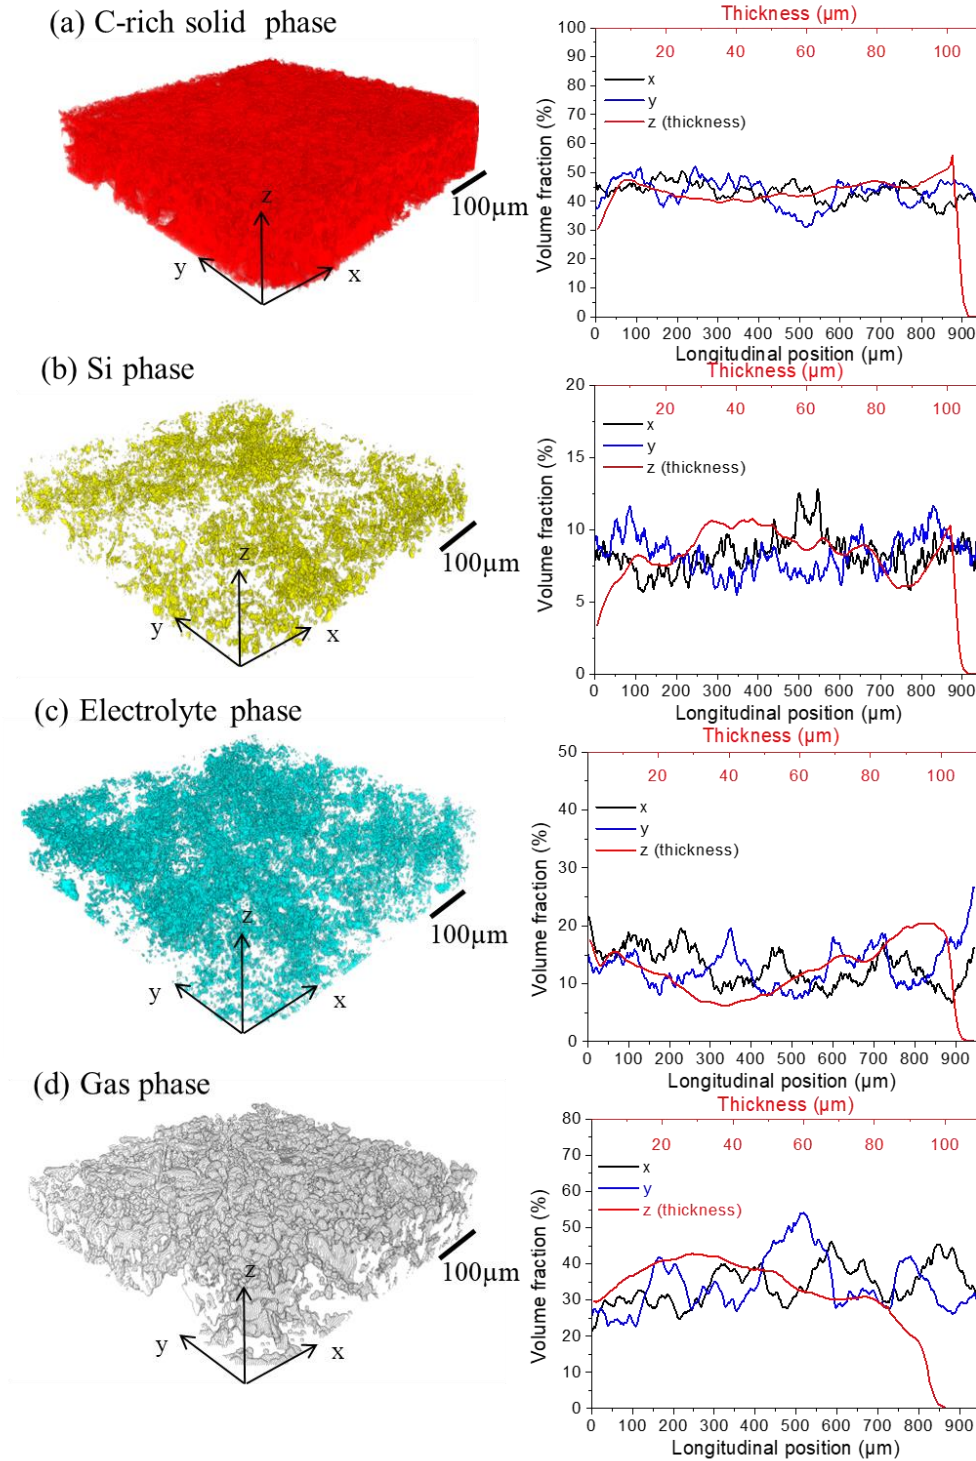 (a) C-rich solid phase
Thickness (µm)
20 40 60 80 100
100
90
80
70
60
50
40
30
20
10
0
Volume fraction (%)
x
y
z (thickness)
0 100 200 300 400 500 600 700 800 900
Longitudinal position (µm)
z
y
x
100µm
(b) Si phase
Thickness (µm)
20 40 60 80 100
20
15
10
5
0
Volume fraction (%)
x
y
z (thickness)
0 100 200 300 400 500 600 700 800 900
Longitudinal position (µm)
z
y
x
100µm
(c) Electrolyte phase
Thickness (µm)
20 40 60 80 100
50
40
30
20
10
0
Volume fraction (%)
x
y
z (thickness)
0 100 200 300 400 500 600 700 800 900
Longitudinal position (µm)
z
y
x
100µm
(d) Gas phase
Thickness (µm)
20 40 60 80 100
80
70
60
50
40
30
20
10
0
Volume fraction (%)
x
y
z (thickness)
0 100 200 300 400 500 600 700 800 900
Longitudinal position (µm)
z
y
x
100µm